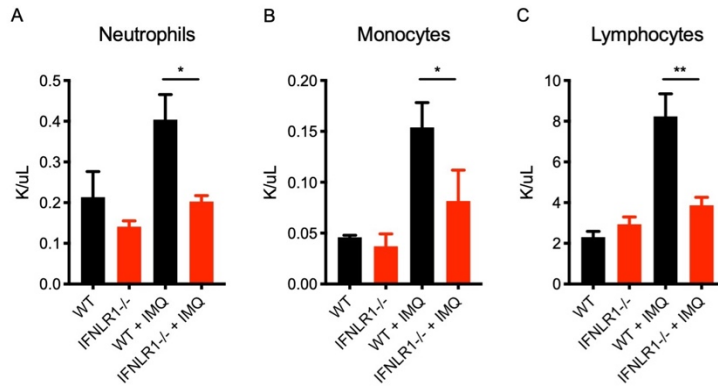 A
Neutrophils
K/uL
0.5
0.4
0.3
0.2
0.1
0.0
*
WT
IFNLR1-/-
WT + IMQ
IFNLR1-/- + IMQ
B
Monocytes
K/uL
0.20
0.15
0.10
0.05
0.00
*
WT
IFNLR1-/-
WT + IMQ
IFNLR1-/- + IMQ
C
Lymphocytes
K/uL
10
8
6
4
2
0
**
WT
IFNLR1-/-
WT + IMQ
IFNLR1-/- + IMQ